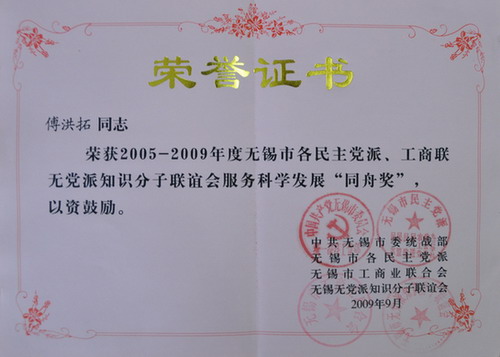 荣誉证书
傅洪拓 同志
荣获2005-2009年度无锡市各民主党派、工商联
无党派知识分子联谊会服务科学发展“同舟奖”，
以资鼓励。
中共无锡市委统战部
无锡市各民主党派
无锡市工商业联合会
无锡无党派知识分子联谊会
2009年9月